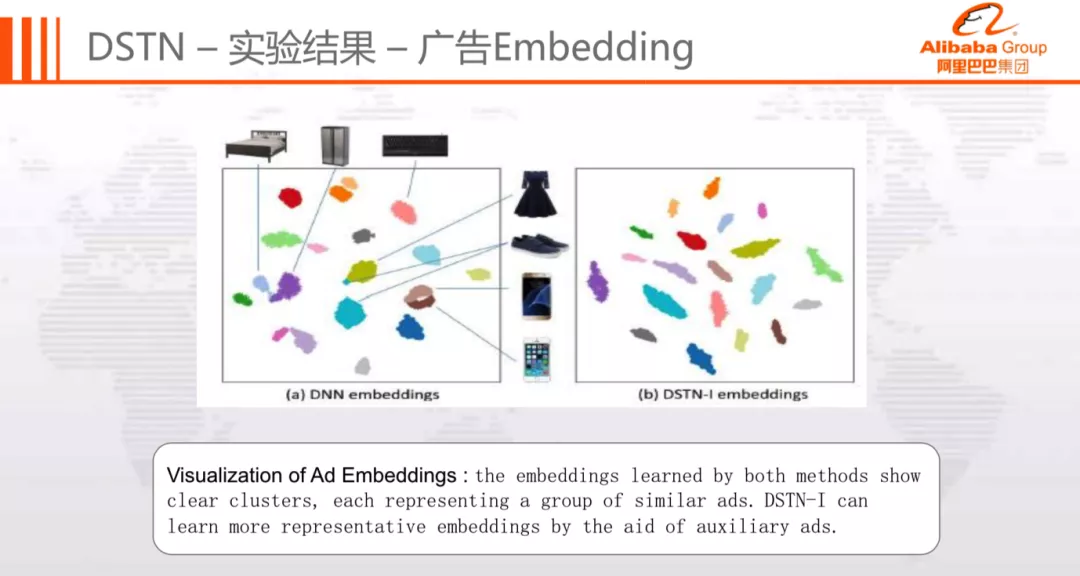 DSTN – 实验结果 – 广告Embedding
Alibaba Group
阿里巴巴集团
(a) DNN embeddings
(b) DSTN-I embeddings
Visualization of Ad Embeddings : the embeddings learned by both methods show
clear clusters, each representing a group of similar ads. DSTN-I can
learn more representative embeddings by the aid of auxiliary ads.